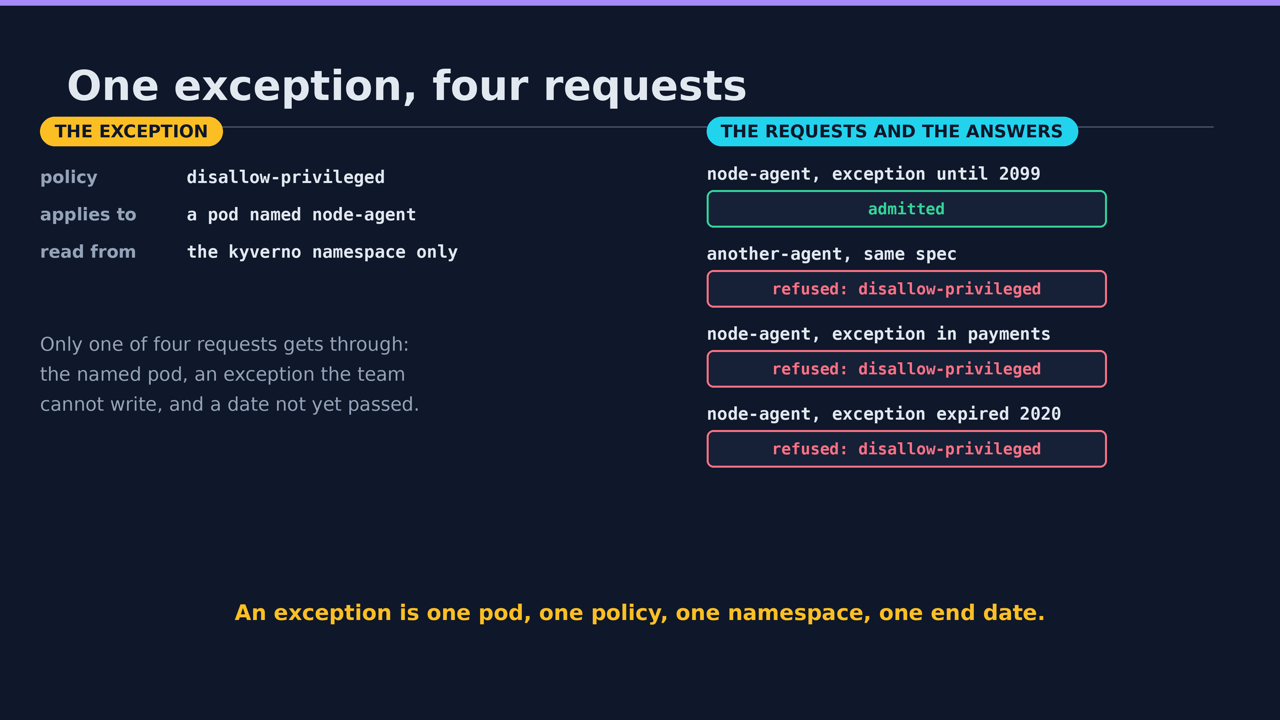 One exception, four requests
THE EXCEPTION
policy disallow-privileged
applies to a pod named node-agent
read from the kyverno namespace only
Only one of four requests gets through:
the named pod, an exception the team
cannot write, and a date not yet passed.
THE REQUESTS AND THE ANSWERS
node-agent, exception until 2099
admitted
another-agent, same spec
refused: disallow-privileged
node-agent, exception in payments
refused: disallow-privileged
node-agent, exception expired 2020
refused: disallow-privileged
An exception is one pod, one policy, one namespace, one end date.